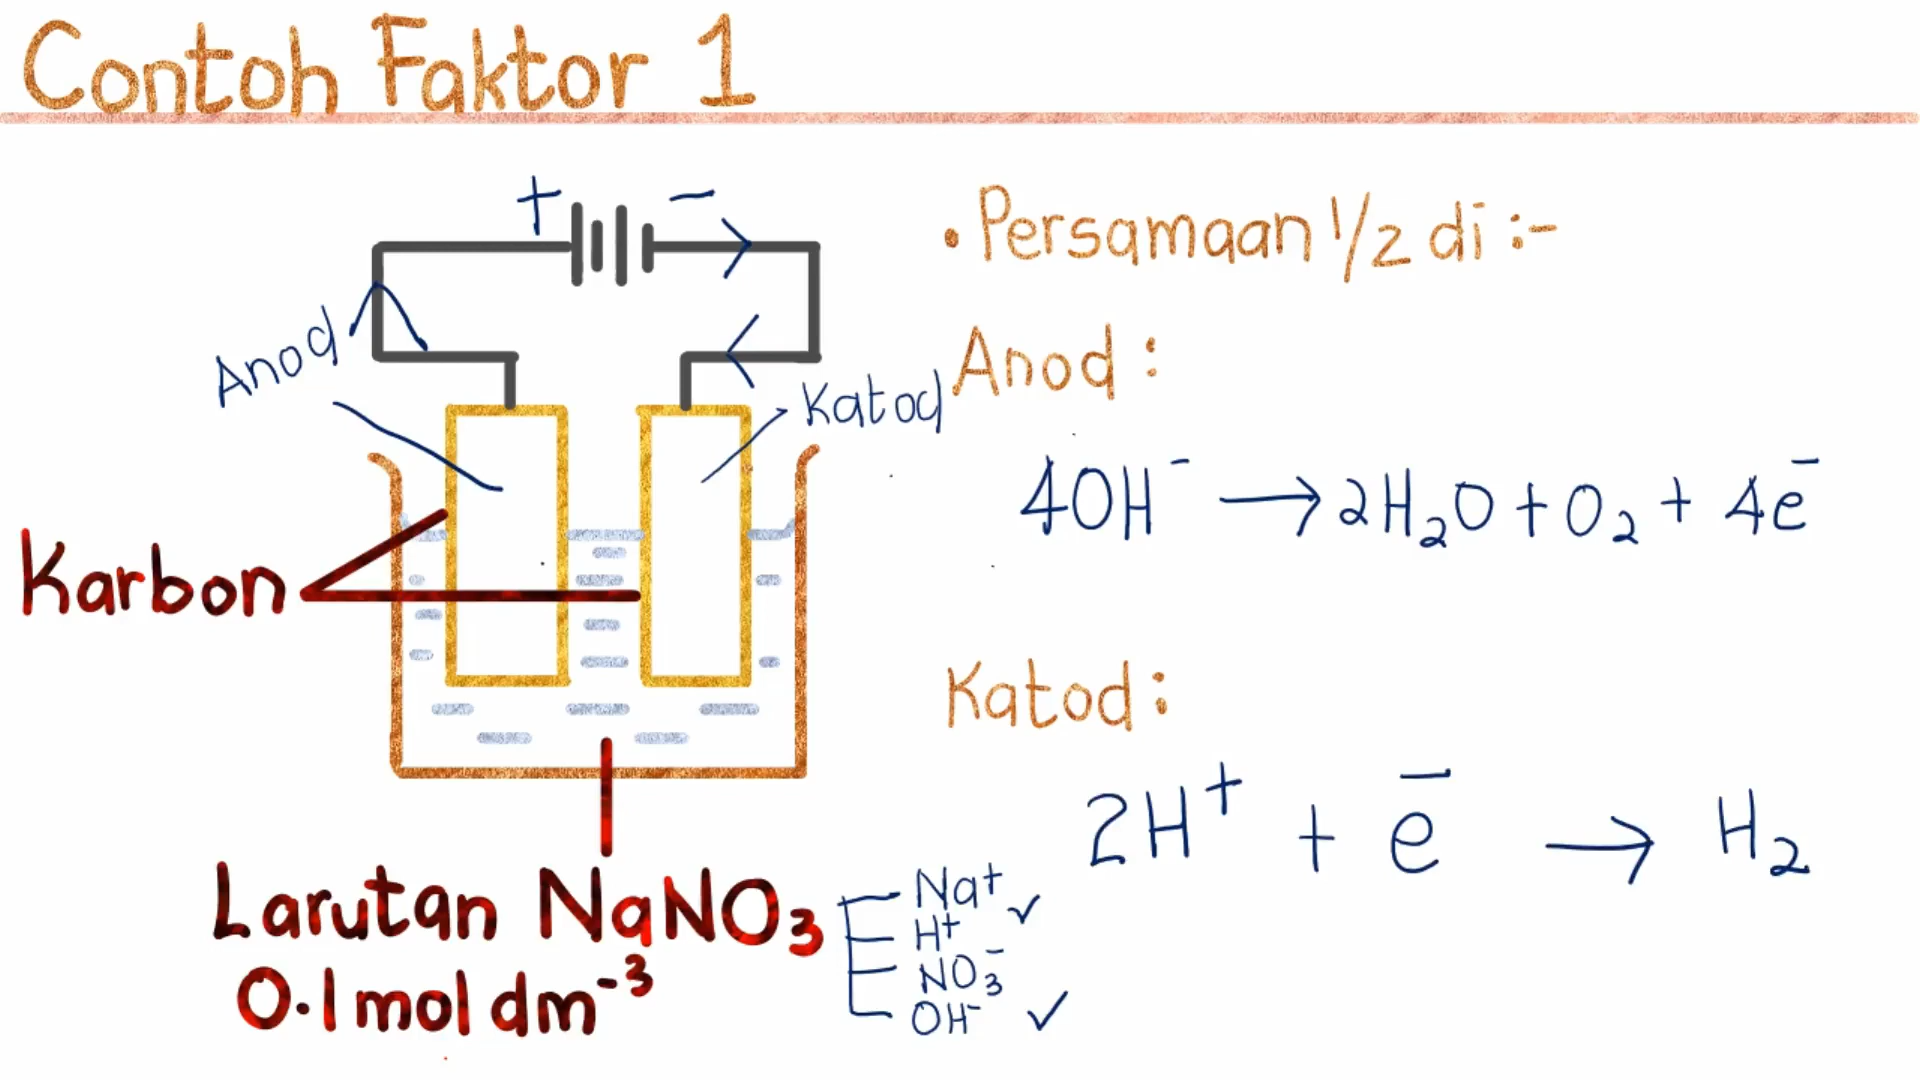 Contoh Faktor 1
+ −
Anod
Katod
Karbon
Larutan NaNO₃
0.1 mol dm⁻³
Na⁺
H⁺ ✓
NO₃⁻
OH⁻ ✓
• Persamaan 1/2 di :-
Anod :
4OH⁻ → 2H₂O + O₂ + 4e⁻
Katod :
2H⁺ + e⁻ → H₂